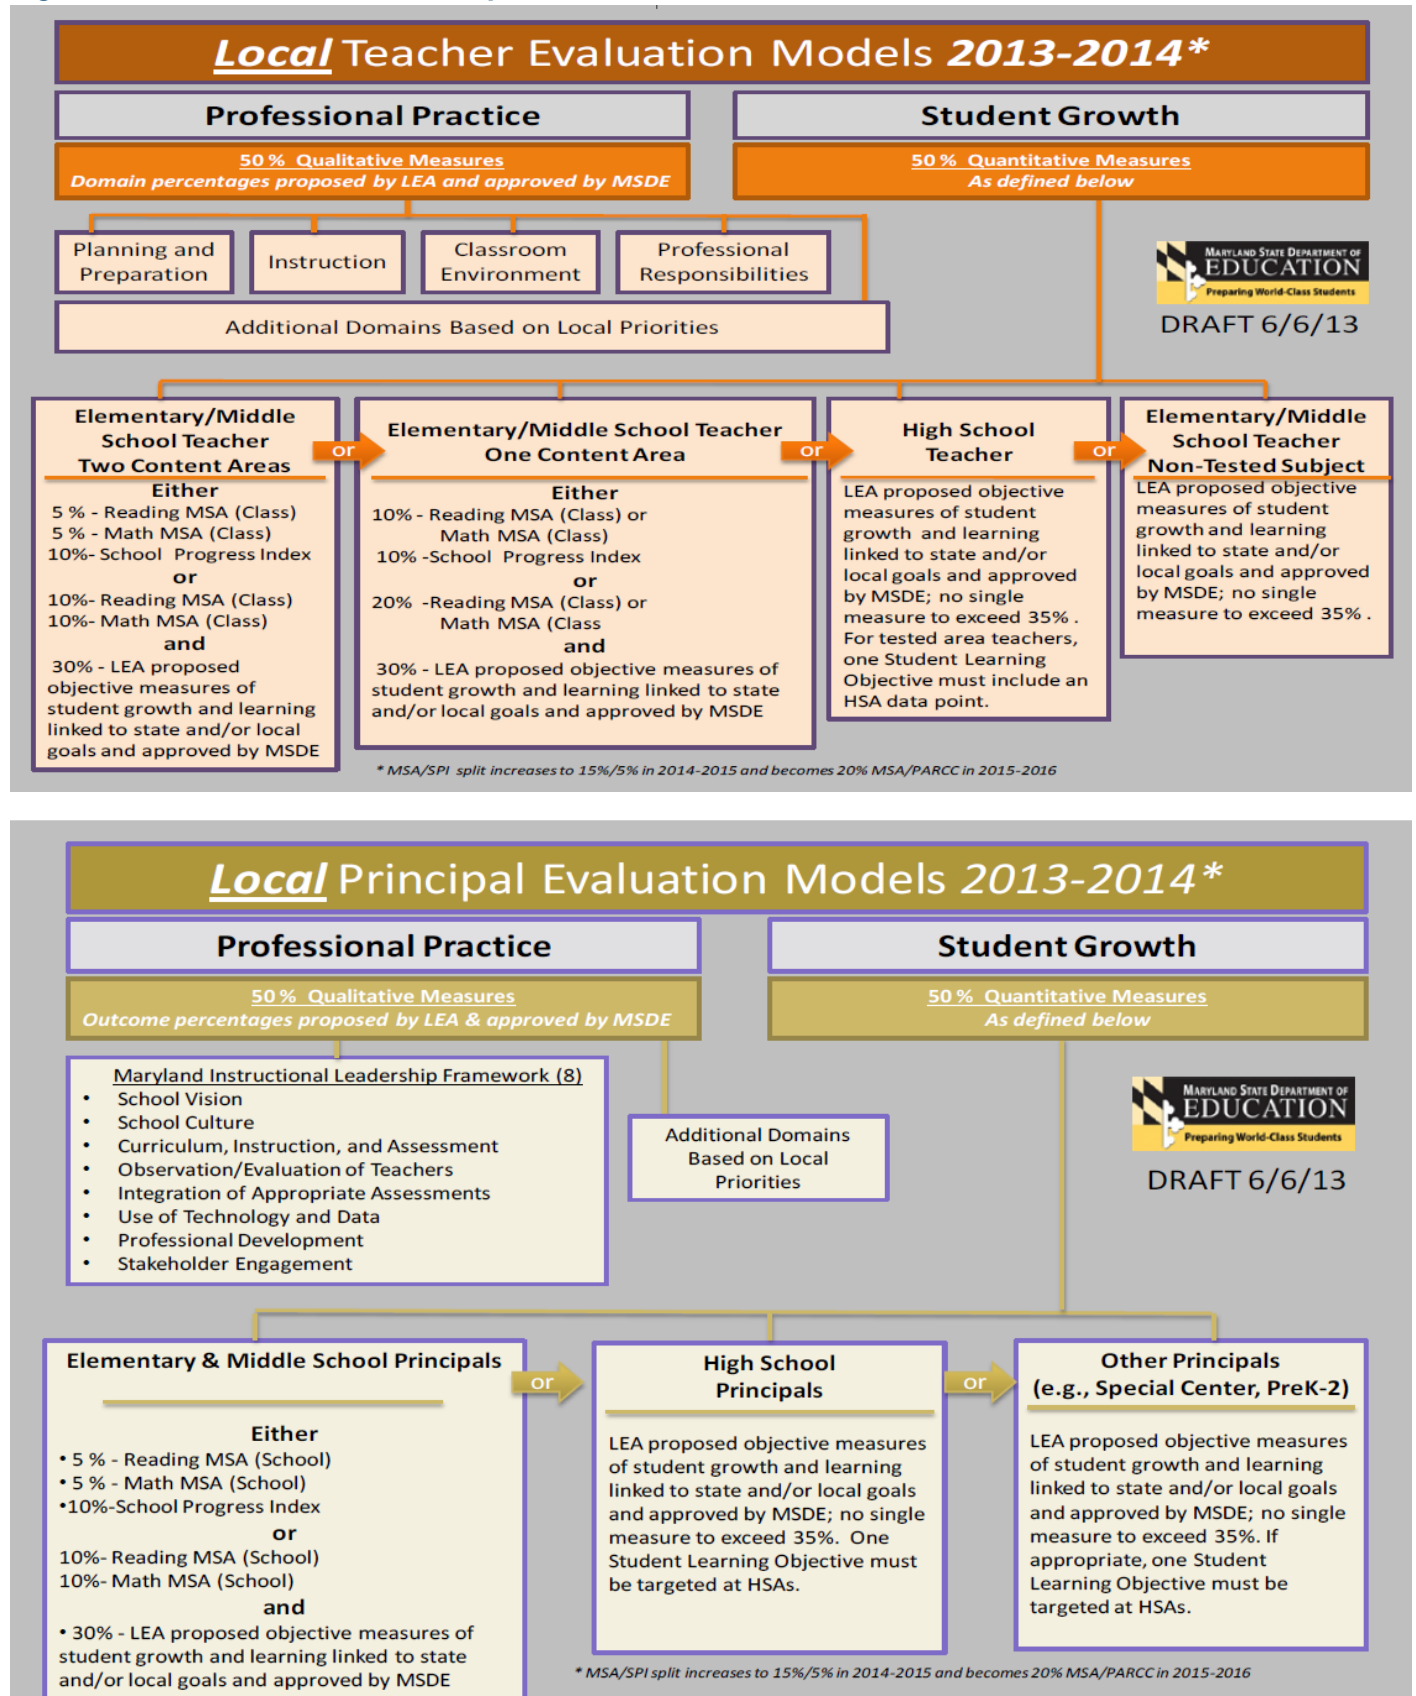 Local Teacher Evaluation Models 2013-2014*
Professional Practice
Student Growth
50 % Qualitative Measures
Domain percentages proposed by LEA and approved by MSDE
50 % Quantitative Measures
As defined below
Planning and
Preparation
Instruction
Classroom
Environment
Professional
Responsibilities
Additional Domains Based on Local Priorities
MARYLAND STATE DEPARTMENT OF
EDUCATION
Preparing World-Class Students
DRAFT 6/6/13
Elementary/Middle
School Teacher
Two Content Areas
Either
5 % - Reading MSA (Class)
5 % - Math MSA (Class)
10%- School Progress Index
or
10%- Reading MSA (Class)
10%- Math MSA (Class)
and
30% - LEA proposed
objective measures of
student growth and learning
linked to state and/or local
goals and approved by MSDE
or
Elementary/Middle School Teacher
One Content Area
Either
10% - Reading MSA (Class) or
Math MSA (Class)
10% -School Progress Index
or
20% -Reading MSA (Class) or
Math MSA (Class
and
30% - LEA proposed objective measures of
student growth and learning linked to state
and/or local goals and approved by MSDE
or
High School
Teacher
LEA proposed objective
measures of student
growth and learning
linked to state and/or
local goals and approved
by MSDE; no single
measure to exceed 35% .
For tested area teachers,
one Student Learning
Objective must include an
HSA data point.
or
Elementary/Middle
School Teacher
Non-Tested Subject
LEA proposed objective
measures of student
growth and learning
linked to state and/or
local goals and approved
by MSDE; no single
measure to exceed 35% .
* MSA/SPI split increases to 15%/5% in 2014-2015 and becomes 20% MSA/PARCC in 2015-2016
Local Principal Evaluation Models 2013-2014*
Professional Practice
Student Growth
50 % Qualitative Measures
Outcome percentages proposed by LEA & approved by MSDE
50 % Quantitative Measures
As defined below
Maryland Instructional Leadership Framework (8)
• School Vision
• School Culture
• Curriculum, Instruction, and Assessment
• Observation/Evaluation of Teachers
• Integration of Appropriate Assessments
• Use of Technology and Data
• Professional Development
• Stakeholder Engagement
Additional Domains
Based on Local
Priorities
MARYLAND STATE DEPARTMENT OF
EDUCATION
Preparing World-Class Students
DRAFT 6/6/13
Elementary & Middle School Principals
Either
• 5 % - Reading MSA (School)
• 5 % - Math MSA (School)
•10%-School Progress Index
or
10%- Reading MSA (School)
10%- Math MSA (School)
and
• 30% - LEA proposed objective measures of
student growth and learning linked to state
and/or local goals and approved by MSDE
or
High School
Principals
LEA proposed objective measures
of student growth and learning
linked to state and/or local goals
and approved by MSDE; no single
measure to exceed 35%. One
Student Learning Objective must
be targeted at HSAs.
or
Other Principals
(e.g., Special Center, PreK-2)
LEA proposed objective measures
of student growth and learning
linked to state and/or local goals
and approved by MSDE; no single
measure to exceed 35%. If
appropriate, one Student
Learning Objective must be
targeted at HSAs.
* MSA/SPI split increases to 15%/5% in 2014-2015 and becomes 20% MSA/PARCC in 2015-2016